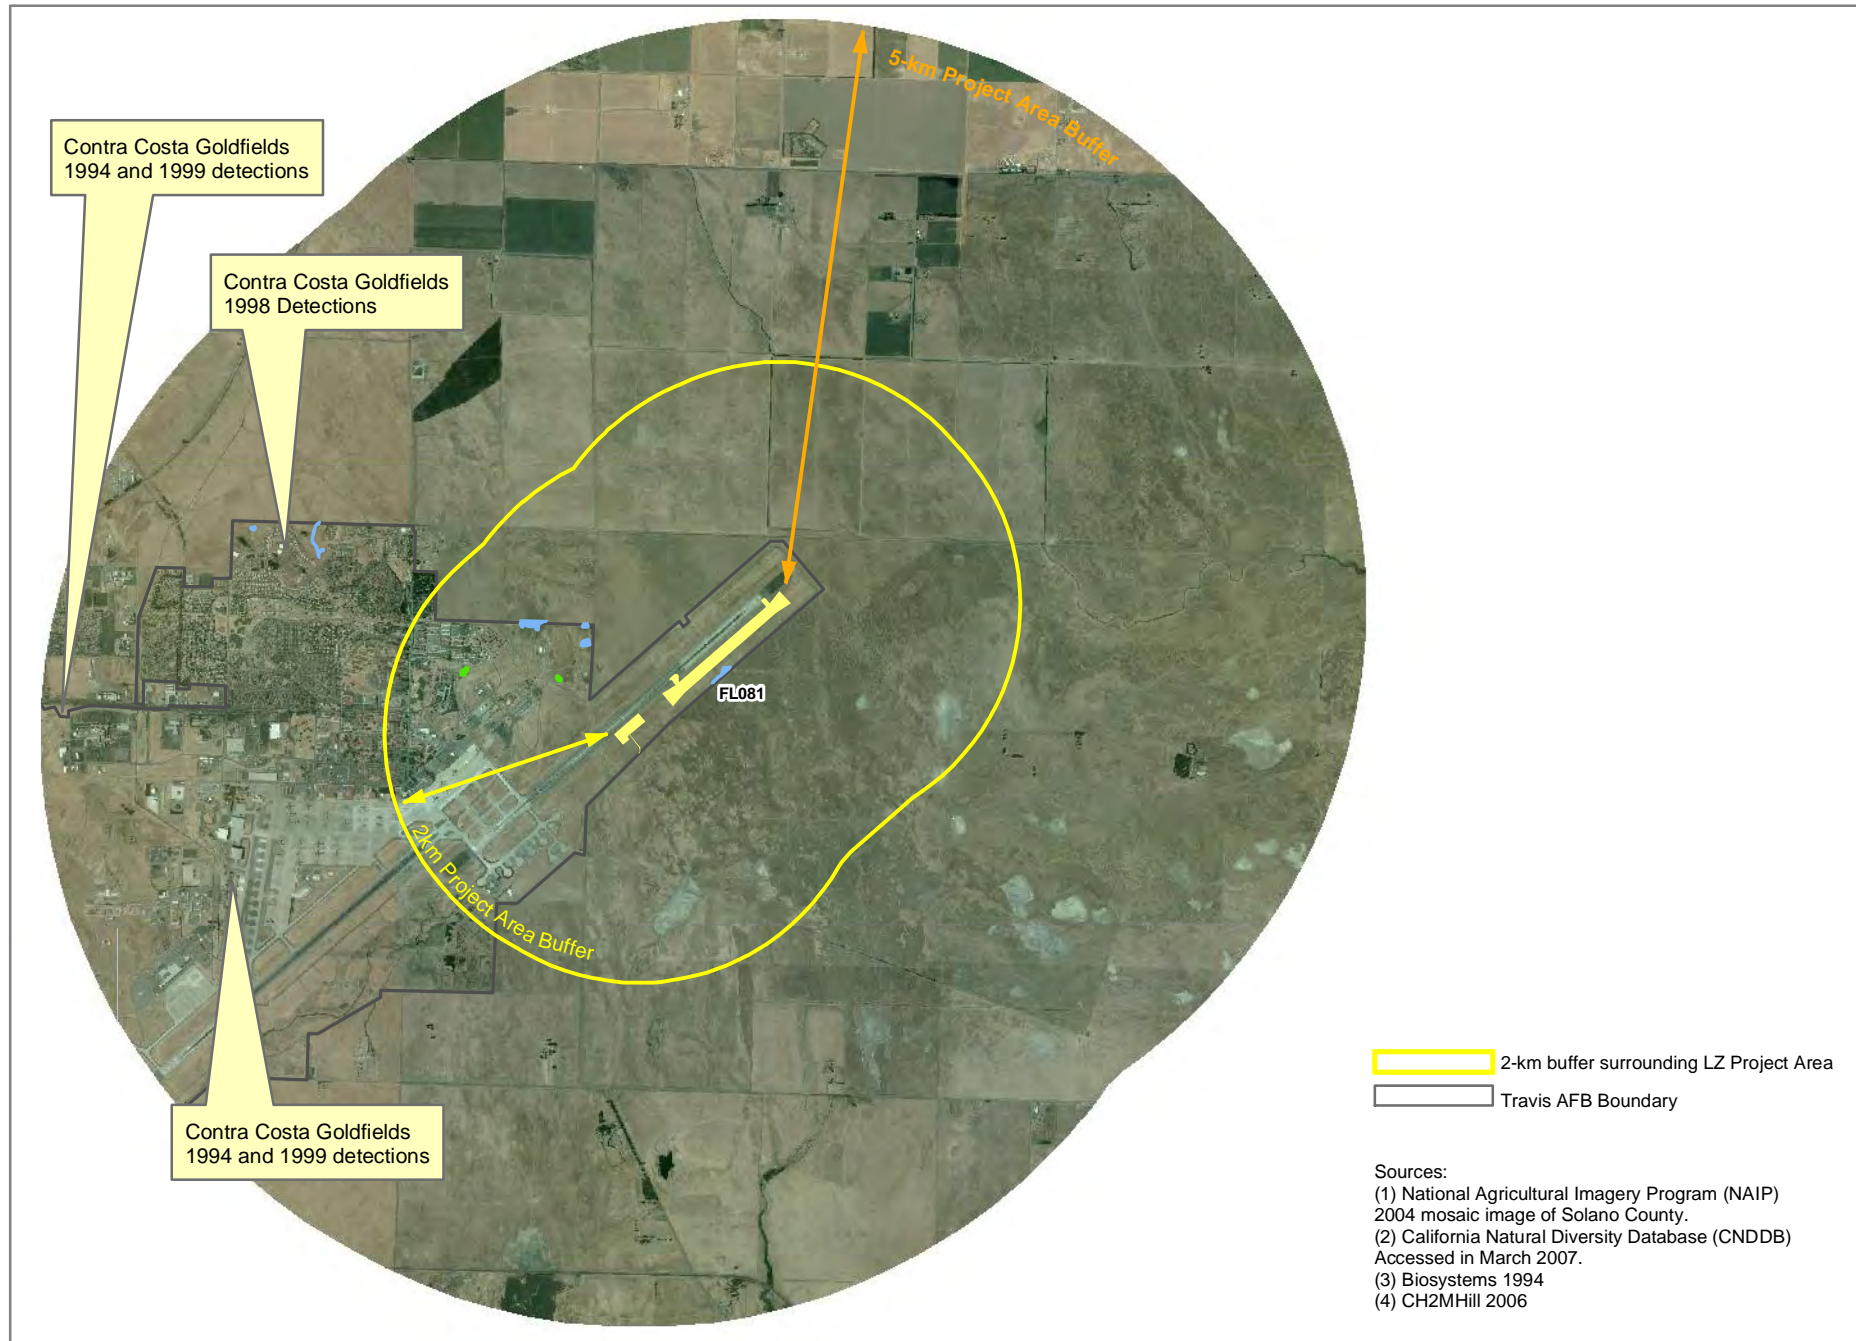 5-km Project Area Buffer
Contra Costa Goldfields
1994 and 1999 detections
Contra Costa Goldfields
1998 Detections
FL081
2km Project Area Buffer
Contra Costa Goldfields
1994 and 1999 detections
2-km buffer surrounding LZ Project Area
Travis AFB Boundary
Sources:
(1) National Agricultural Imagery Program (NAIP)
2004 mosaic image of Solano County.
(2) California Natural Diversity Database (CNDDB)
Accessed in March 2007.
(3) Biosystems 1994
(4) CH2MHill 2006